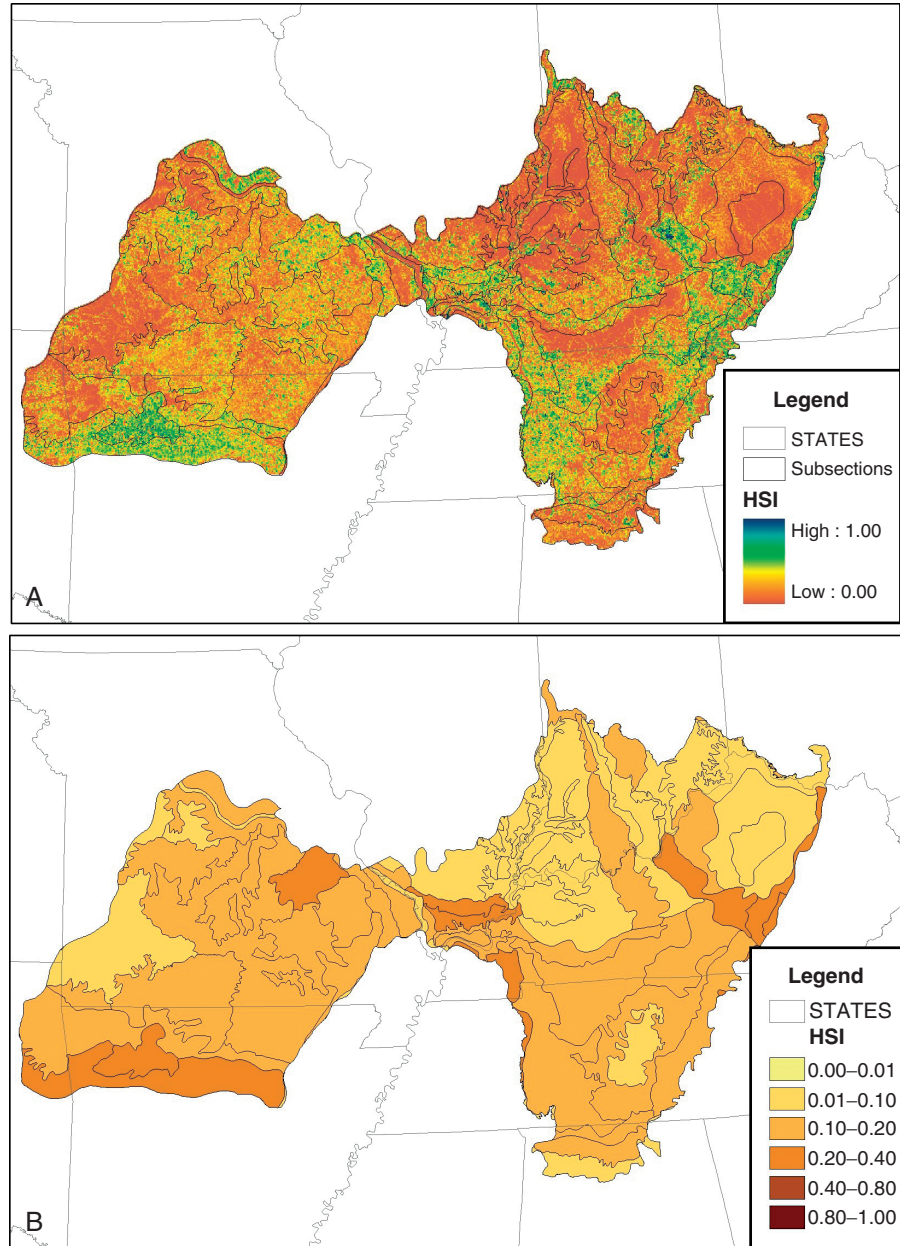 Legend
STATES
Subsections
HSI
High : 1.00
Low : 0.00
A
Legend
STATES
HSI
0.00–0.01
0.01–0.10
0.10–0.20
0.20–0.40
0.40–0.80
0.80–1.00
B